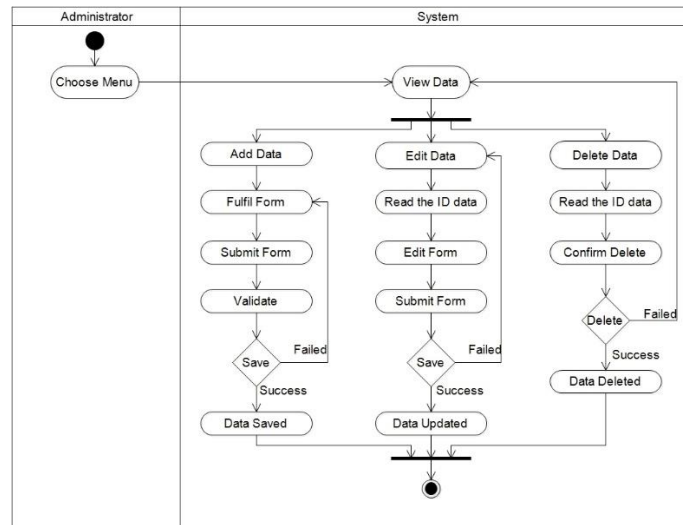 Administrator
System
Choose Menu
View Data
Add Data
Edit Data
Delete Data
Fulfil Form
Read the ID data
Read the ID data
Submit Form
Edit Form
Confirm Delete
Validate
Submit Form
Delete
Failed
Save
Failed
Save
Failed
Success
Data Deleted
Success
Success
Data Saved
Data Updated